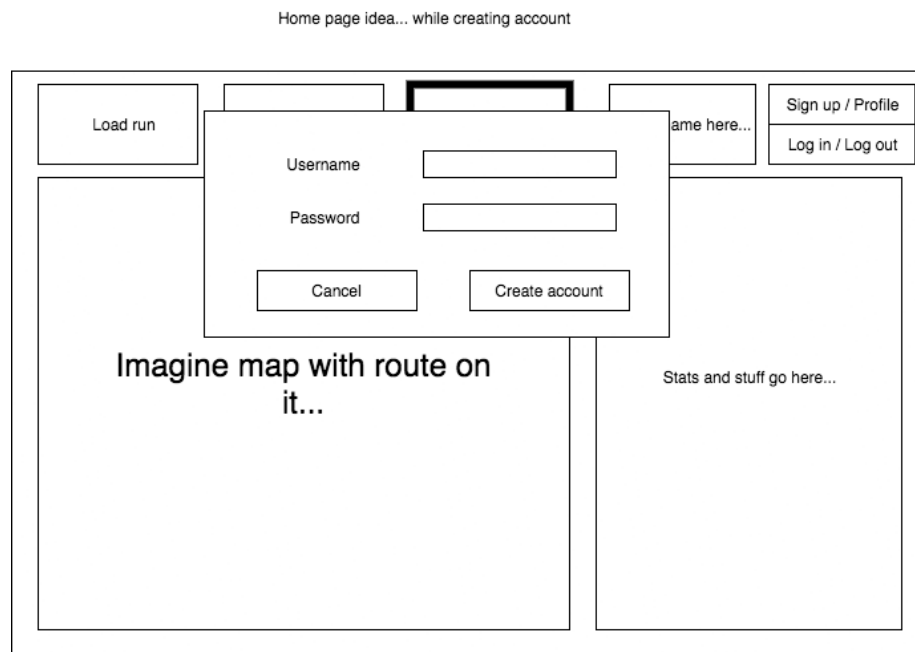 Home page idea... while creating account
Load run
ame here...
Sign up / Profile
Log in / Log out
Username
Password
Cancel
Create account
Imagine map with route on
it...
Stats and stuff go here...